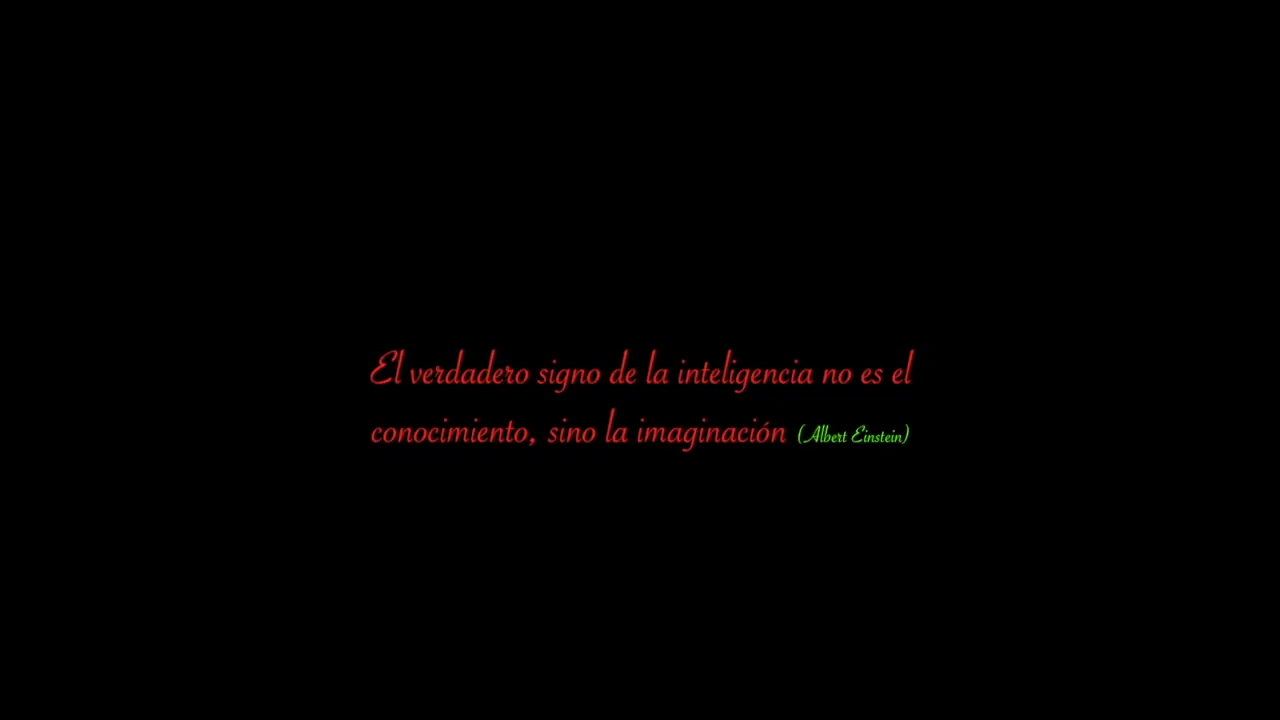 El verdadero signo de la inteligencia no es el
conocimiento, sino la imaginación (Albert Einstein)